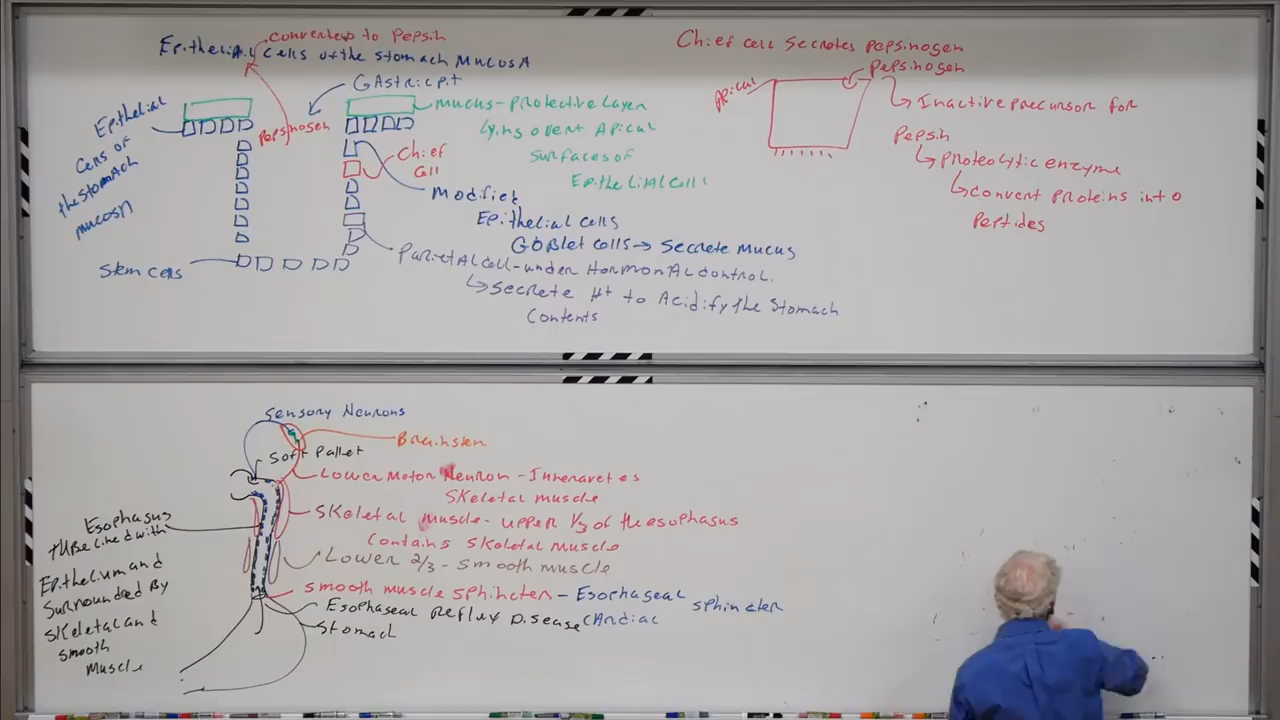 converted to Pepsin
Epithelial cells of the stomach Mucosa
Gastric pit
Epithelial
cells of
the stomach
mucosa
pepsinogen
Mucus - Protective Layer
lying over Apical
surfaces of
Epithelial cells
Chief
cell
Modified
Epithelial cells
Goblet cells → Secrete Mucus
Stem cells
Parietal cell - under Hormonal control.
↳ Secrete H+ to Acidify the Stomach
Contents
Chief cell Secretes pepsinogen
pepsinogen
Apical
↳ Inactive precursor for
Pepsin
↳ proteolytic enzyme
↳ convert proteins into
Peptides
Sensory Neurons
Brainstem
Soft Pallet
Lower Motor Neuron - Innervates
Skeletal muscle
Skeletal muscle - upper 1/3 of the esophagus
contains skeletal muscle
Lower 2/3 - smooth muscle
smooth muscle sphincter - Esophageal sphincter
Cardiac
Esophageal Reflux Disease
Stomach
Esophagus
tube lined with
Epithelium and
Surrounded By
Skeletal and
smooth
Muscle